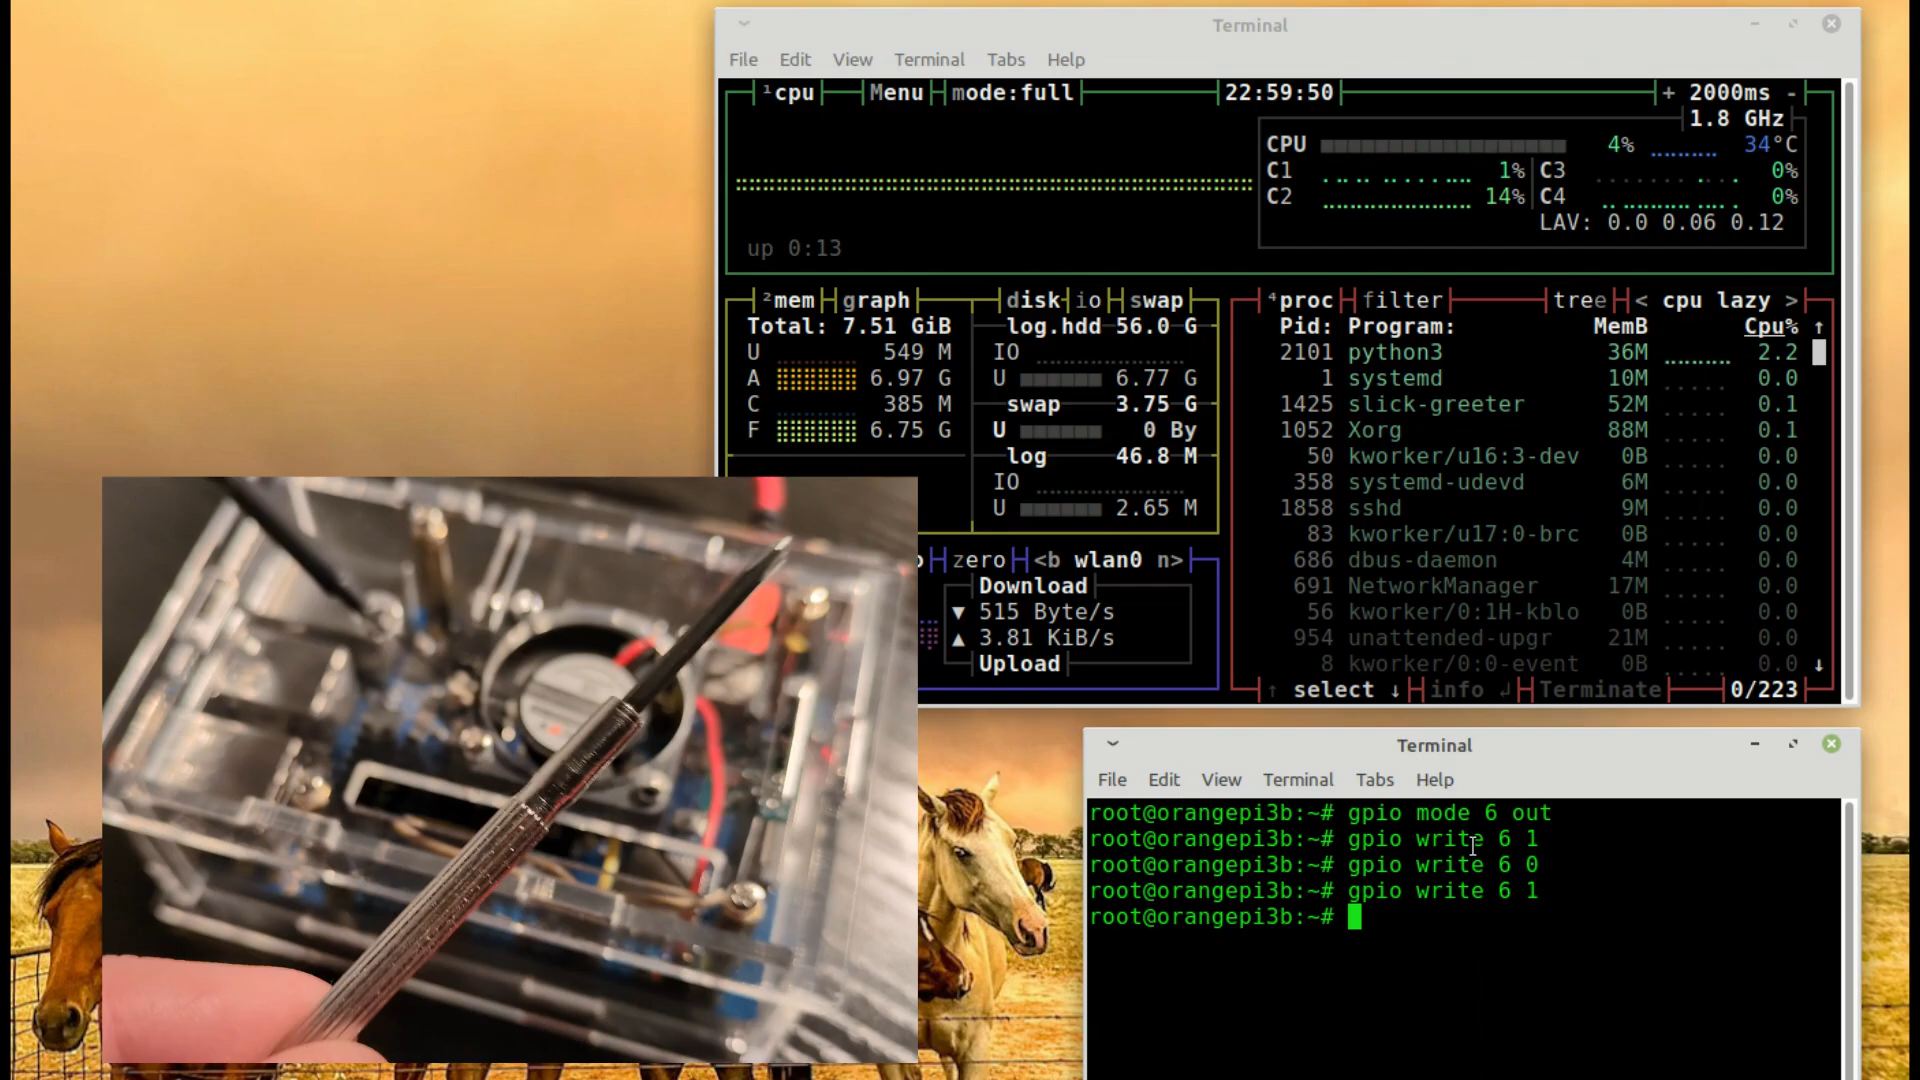 Terminal
File Edit View Terminal Tabs Help
¹cpu Menu mode:full 22:59:50 + 2000ms -
1.8 GHz
CPU 4% 34°C
C1 1% C3 0%
C2 14% C4 0%
LAV: 0.0 0.06 0.12
up 0:13
²mem graph disk io swap
Total: 7.51 GiB log.hdd 56.0 G
U 549 M IO
A 6.97 G U 6.77 G
C 385 M swap 3.75 G
F 6.75 G U 0 By
log 46.8 M
IO
U 2.65 M
zero <b wlan0 n>
Download
▼ 515 Byte/s
▲ 3.81 KiB/s
Upload
⁴proc filter tree < cpu lazy >
Pid: Program: MemB Cpu% ↑
2101 python3 36M 2.2
1 systemd 10M 0.0
1425 slick-greeter 52M 0.1
1052 Xorg 88M 0.1
50 kworker/u16:3-dev 0B 0.0
358 systemd-udevd 6M 0.0
1858 sshd 9M 0.0
83 kworker/u17:0-brc 0B 0.0
686 dbus-daemon 4M 0.0
691 NetworkManager 17M 0.0
56 kworker/0:1H-kblo 0B 0.0
954 unattended-upgr 21M 0.0
8 kworker/0:0-event 0B 0.0 ↓
↑ select ↓ info ↲ Terminate 0/223
Terminal
File Edit View Terminal Tabs Help
root@orangepi3b:~# gpio mode 6 out
root@orangepi3b:~# gpio write 6 1
root@orangepi3b:~# gpio write 6 0
root@orangepi3b:~# gpio write 6 1
root@orangepi3b:~#